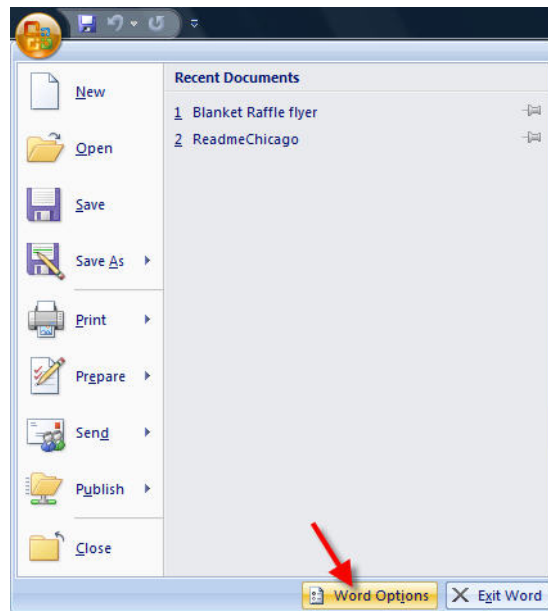 Recent Documents
New
1 Blanket Raffle flyer
2 ReadmeChicago
Open
Save
Save As
Print
Prepare
Send
Publish
Close
Word Options
Exit Word